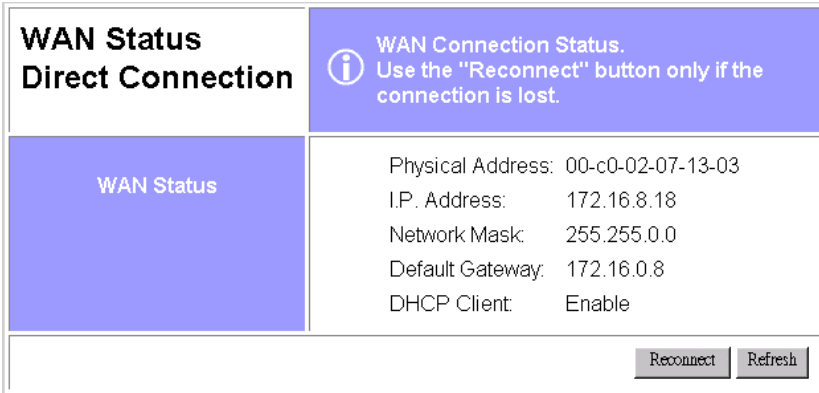 WAN Status
Direct Connection
WAN Connection Status.
Use the "Reconnect" button only if the
connection is lost.
WAN Status
Physical Address: 00-c0-02-07-13-03
I.P. Address: 172.16.8.18
Network Mask: 255.255.0.0
Default Gateway: 172.16.0.8
DHCP Client: Enable
Reconnect Refresh